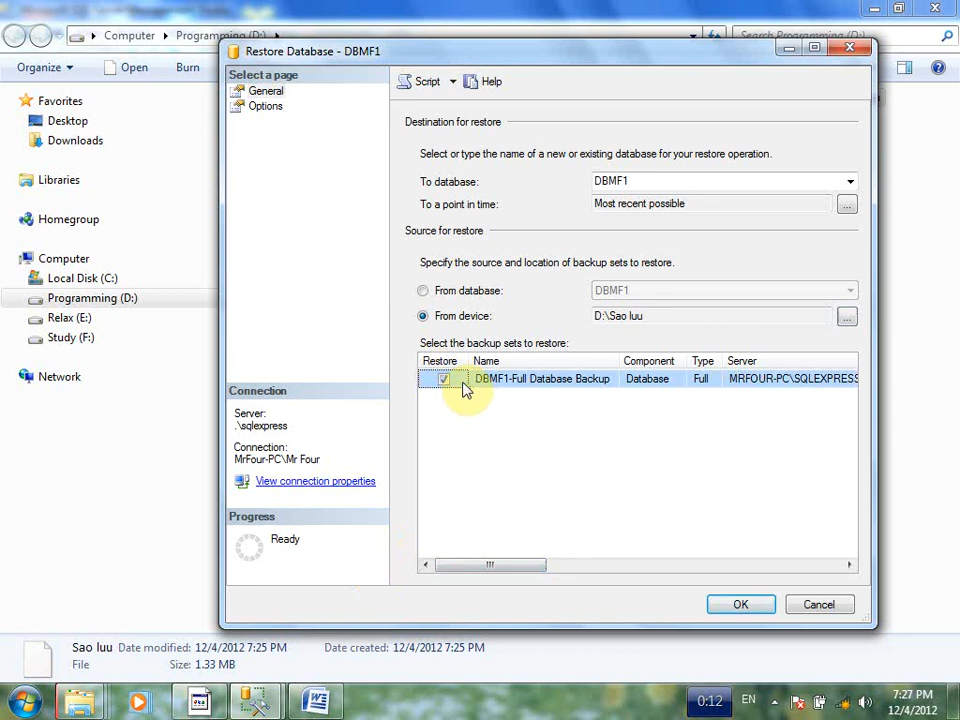 Computer
Programming (D:)
Search Programming (D:)
Organize
Open
Burn
Favorites
Desktop
Downloads
Libraries
Homegroup
Computer
Local Disk (C:)
Programming (D:)
Relax (E:)
Study (F:)
Network
Restore Database - DBMF1
Select a page
General
Options
Script
Help
Destination for restore
Select or type the name of a new or existing database for your restore operation.
To database: DBMF1
To a point in time: Most recent possible ...
Source for restore
Specify the source and location of backup sets to restore.
From database: DBMF1
From device: D:\Sao luu ...
Select the backup sets to restore:
Restore Name Component Type Server
DBMF1-Full Database Backup Database Full MRFOUR-PC\SQLEXPRESS
Connection
Server:
.\sqlexpress
Connection:
MrFour-PC\Mr Four
View connection properties
Progress
Ready
OK
Cancel
Sao luu Date modified: 12/4/2012 7:25 PM Date created: 12/4/2012 7:25 PM
File Size: 1.33 MB
0:12
EN
7:27 PM
12/4/2012